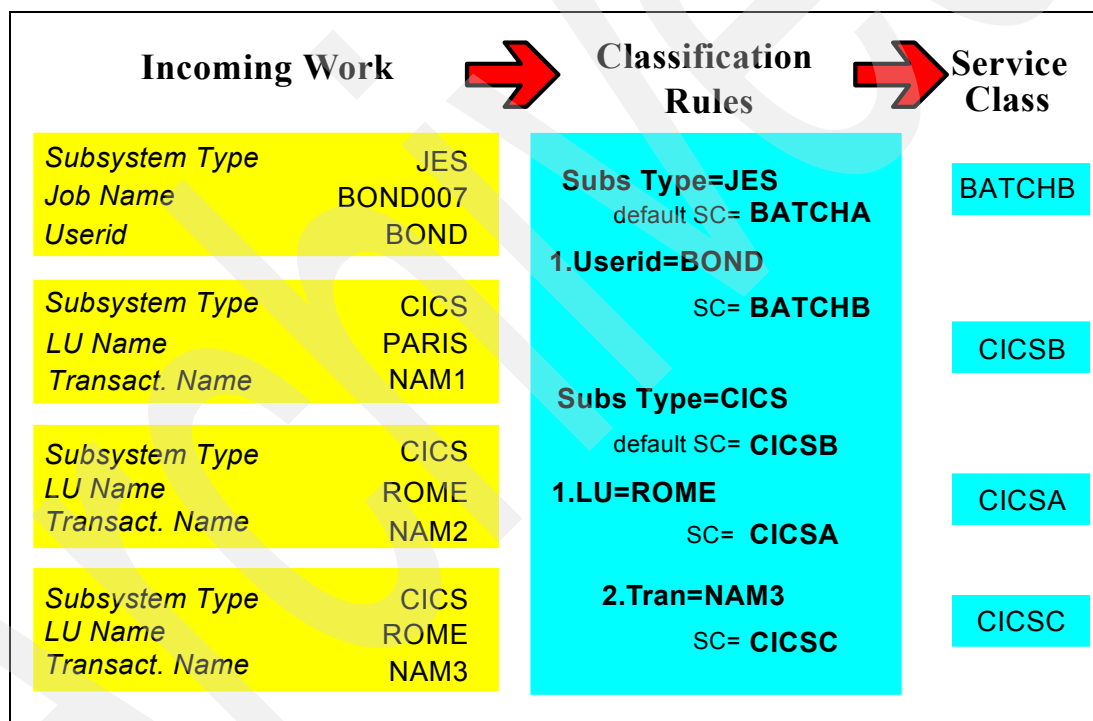 Incoming Work
Classification
Rules
Service
Class
Subsystem Type JES
Job Name BOND007
Userid BOND
Subsystem Type CICS
LU Name PARIS
Transact. Name NAM1
Subsystem Type CICS
LU Name ROME
Transact. Name NAM2
Subsystem Type CICS
LU Name ROME
Transact. Name NAM3
Subs Type=JES
default SC= BATCHA
1.Userid=BOND
SC= BATCHB
Subs Type=CICS
default SC= CICSB
1.LU=ROME
SC= CICSA
2.Tran=NAM3
SC= CICSC
BATCHB
CICSB
CICSA
CICSC